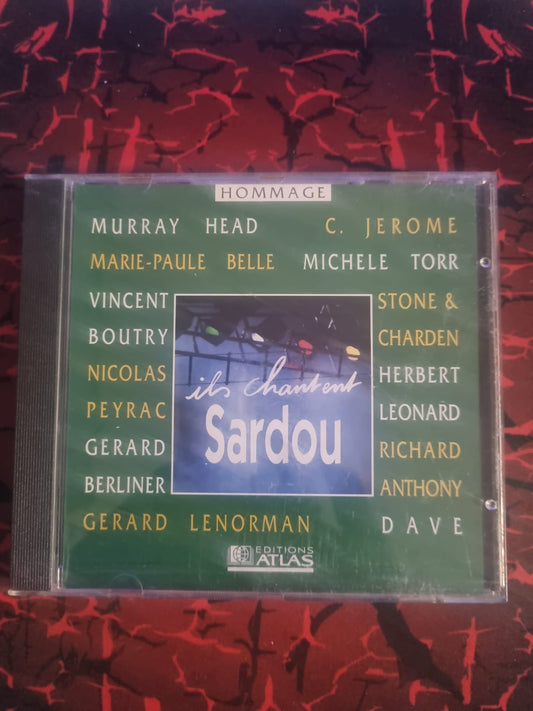 HOMMAGE
MURRAY HEAD C. JEROME
MARIE-PAULE BELLE MICHELE TORR
VINCENT STONE &
BOUTRY CHARDEN
NICOLAS HERBERT
PEYRAC LEONARD
GERARD RICHARD
BERLINER ANTHONY
ils chantent
Sardou
GERARD LENORMAN DAVE
EDITIONS
ATLAS